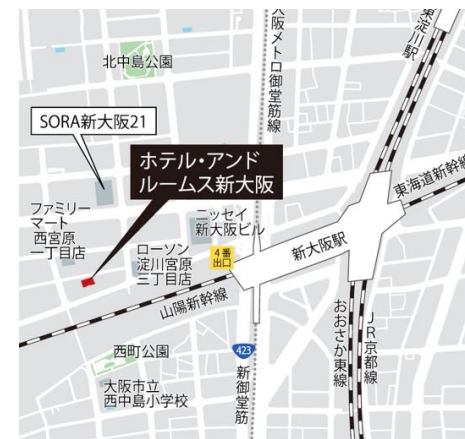 大阪メトロ御堂筋線
東淀川駅
北中島公園
SORA新大阪21
ホテル・アンド
ルームス新大阪
東海道新幹線
ファミリー
マート
西宮原
一丁目店
ニッセイ
新大阪ビル
ローソン
淀川宮原
三丁目店
4番
出口
新大阪駅
山陽新幹線
西町公園
423
新御堂筋
おおさか東線
JR京都線
大阪市立
西中島小学校